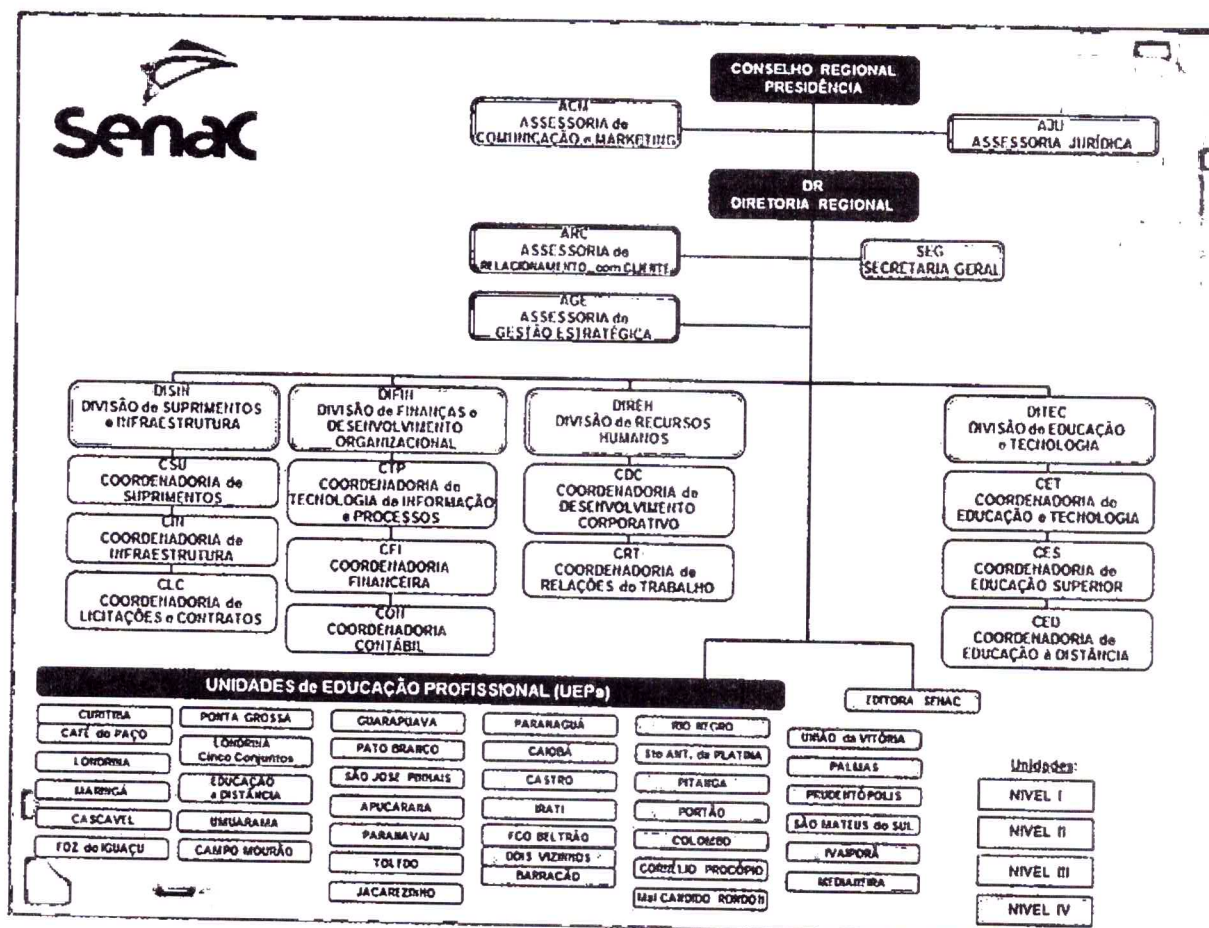 senac
CONSELHO REGIONAL
PRESIDÊNCIA
ACM
ASSESSORIA de
COMUNICAÇÃO e MARKETING
AJU
ASSESSORIA JURÍDICA
DR
DIRETORIA REGIONAL
ARC
ASSESSORIA de
RELACIONAMENTO com CLIENTE
SEG
SECRETARIA GERAL
AGE
ASSESSORIA de
GESTÃO ESTRATÉGICA
DISIN
DIVISÃO de SUPRIMENTOS
e INFRAESTRUTURA
DIFIN
DIVISÃO de FINANÇAS e
DESENVOLVIMENTO
ORGANIZACIONAL
DIREH
DIVISÃO de RECURSOS
HUMANOS
DITEC
DIVISÃO de EDUCAÇÃO
e TECNOLOGIA
CSU
COORDENADORIA de
SUPRIMENTOS
CTP
COORDENADORIA de
TECNOLOGIA de INFORMAÇÃO
e PROCESSOS
CDC
COORDENADORIA de
DESENVOLVIMENTO
CORPORATIVO
CET
COORDENADORIA de
EDUCAÇÃO e TECNOLOGIA
CIN
COORDENADORIA de
INFRAESTRUTURA
CFI
COORDENADORIA
FINANCEIRA
CRT
COORDENADORIA de
RELAÇÕES do TRABALHO
CES
COORDENADORIA de
EDUCAÇÃO SUPERIOR
CLC
COORDENADORIA de
LICITAÇÕES e CONTRATOS
CON
COORDENADORIA
CONTÁBIL
CED
COORDENADORIA de
EDUCAÇÃO à DISTÂNCIA
UNIDADES de EDUCAÇÃO PROFISSIONAL (UEPs)
EDITORA SENAC
CURITIBA
CAFÉ do PAÇO
LONDRINA
MARINGÁ
CASCAVEL
FOZ do IGUAÇU
PONTA GROSSA
LONDRINA
Cinco Conjuntos
EDUCAÇÃO
a DISTÂNCIA
UMUARAMA
CAMPO MOURÃO
GUARAPUAVA
PATO BRANCO
SÃO JOSÉ PINHAIS
APUCARANA
PARANAVAÍ
TOLEDO
JACAREZINHO
PARANAGUÁ
CAIOBÁ
CASTRO
IRATI
FCO BELTRÃO
DOIS VIZINHOS
BARRACÃO
RIO NEGRO
Sto ANT. da PLATINA
PITANGA
PORTÃO
COLOMBO
CORNÉLIO PROCÓPIO
Mal CANDIDO RONDON
UNIÃO da VITÓRIA
PALMAS
PRUDENTÓPOLIS
SÃO MATEUS do SUL
IVAIPORÃ
MEDIANEIRA
Unidades:
NIVEL I
NIVEL II
NIVEL III
NIVEL IV